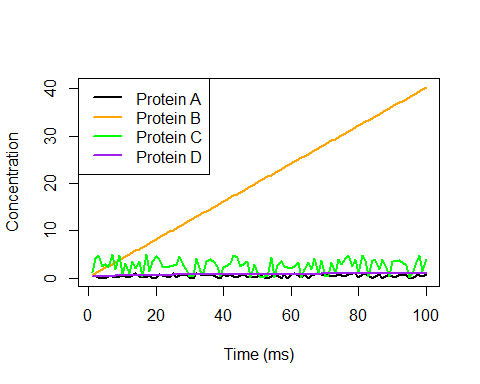 Protein A
Protein B
Protein C
Protein D
Concentration
40
30
20
10
0
0 20 40 60 80 100
Time (ms)